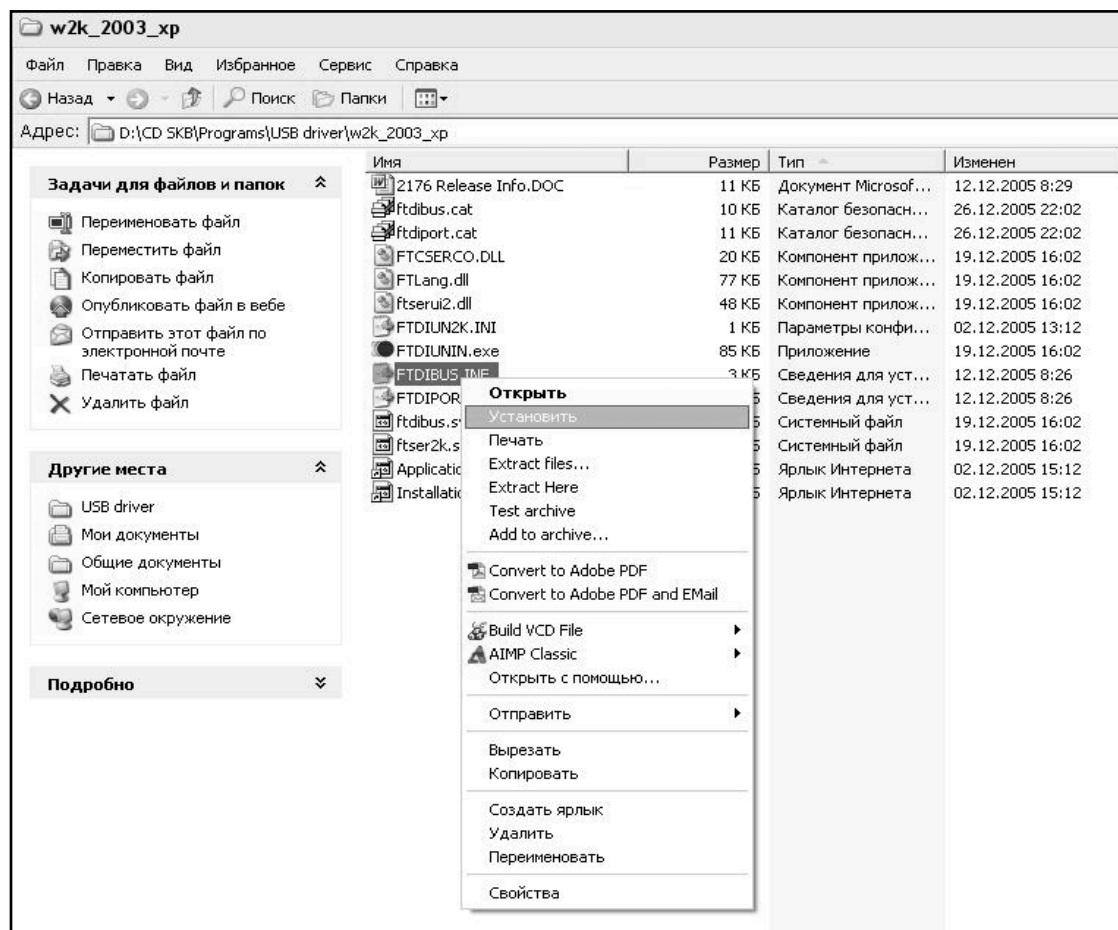 w2k_2003_xp
Файл Правка Вид Избранное Сервис Справка
Назад Поиск Папки
Адрес: D:\CD SKB\Programs\USB driver\w2k_2003_xp
Задачи для файлов и папок
Переименовать файл
Переместить файл
Копировать файл
Опубликовать файл в вебе
Отправить этот файл по
электронной почте
Печатать файл
Удалить файл
Другие места
USB driver
Мои документы
Общие документы
Мой компьютер
Сетевое окружение
Подробно
Имя Размер Тип Изменен
2176 Release Info.DOC 11 КБ Документ Microsof... 12.12.2005 8:29
ftdibus.cat 10 КБ Каталог безопасн... 26.12.2005 22:02
ftdiport.cat 11 КБ Каталог безопасн... 26.12.2005 22:02
FTCSERCO.DLL 20 КБ Компонент прилож... 19.12.2005 16:02
FTLang.dll 77 КБ Компонент прилож... 19.12.2005 16:02
ftserui2.dll 48 КБ Компонент прилож... 19.12.2005 16:02
FTDIUN2K.INI 1 КБ Параметры конфи... 02.12.2005 13:12
FTDIUNIN.exe 85 КБ Приложение 19.12.2005 16:02
FTDIBUS.INF 3 КБ Сведения для уст... 12.12.2005 8:26
FTDIPOR Б Сведения для уст... 12.12.2005 8:26
ftdibus.s Б Системный файл 19.12.2005 16:02
ftser2k.s Б Системный файл 19.12.2005 16:02
Applicatio Б Ярлык Интернета 02.12.2005 15:12
Installatio Б Ярлык Интернета 02.12.2005 15:12
Открыть
Установить
Печать
Extract files...
Extract Here
Test archive
Add to archive...
Convert to Adobe PDF
Convert to Adobe PDF and EMail
Build VCD File
AIMP Classic
Открыть с помощью...
Отправить
Вырезать
Копировать
Создать ярлык
Удалить
Переименовать
Свойства